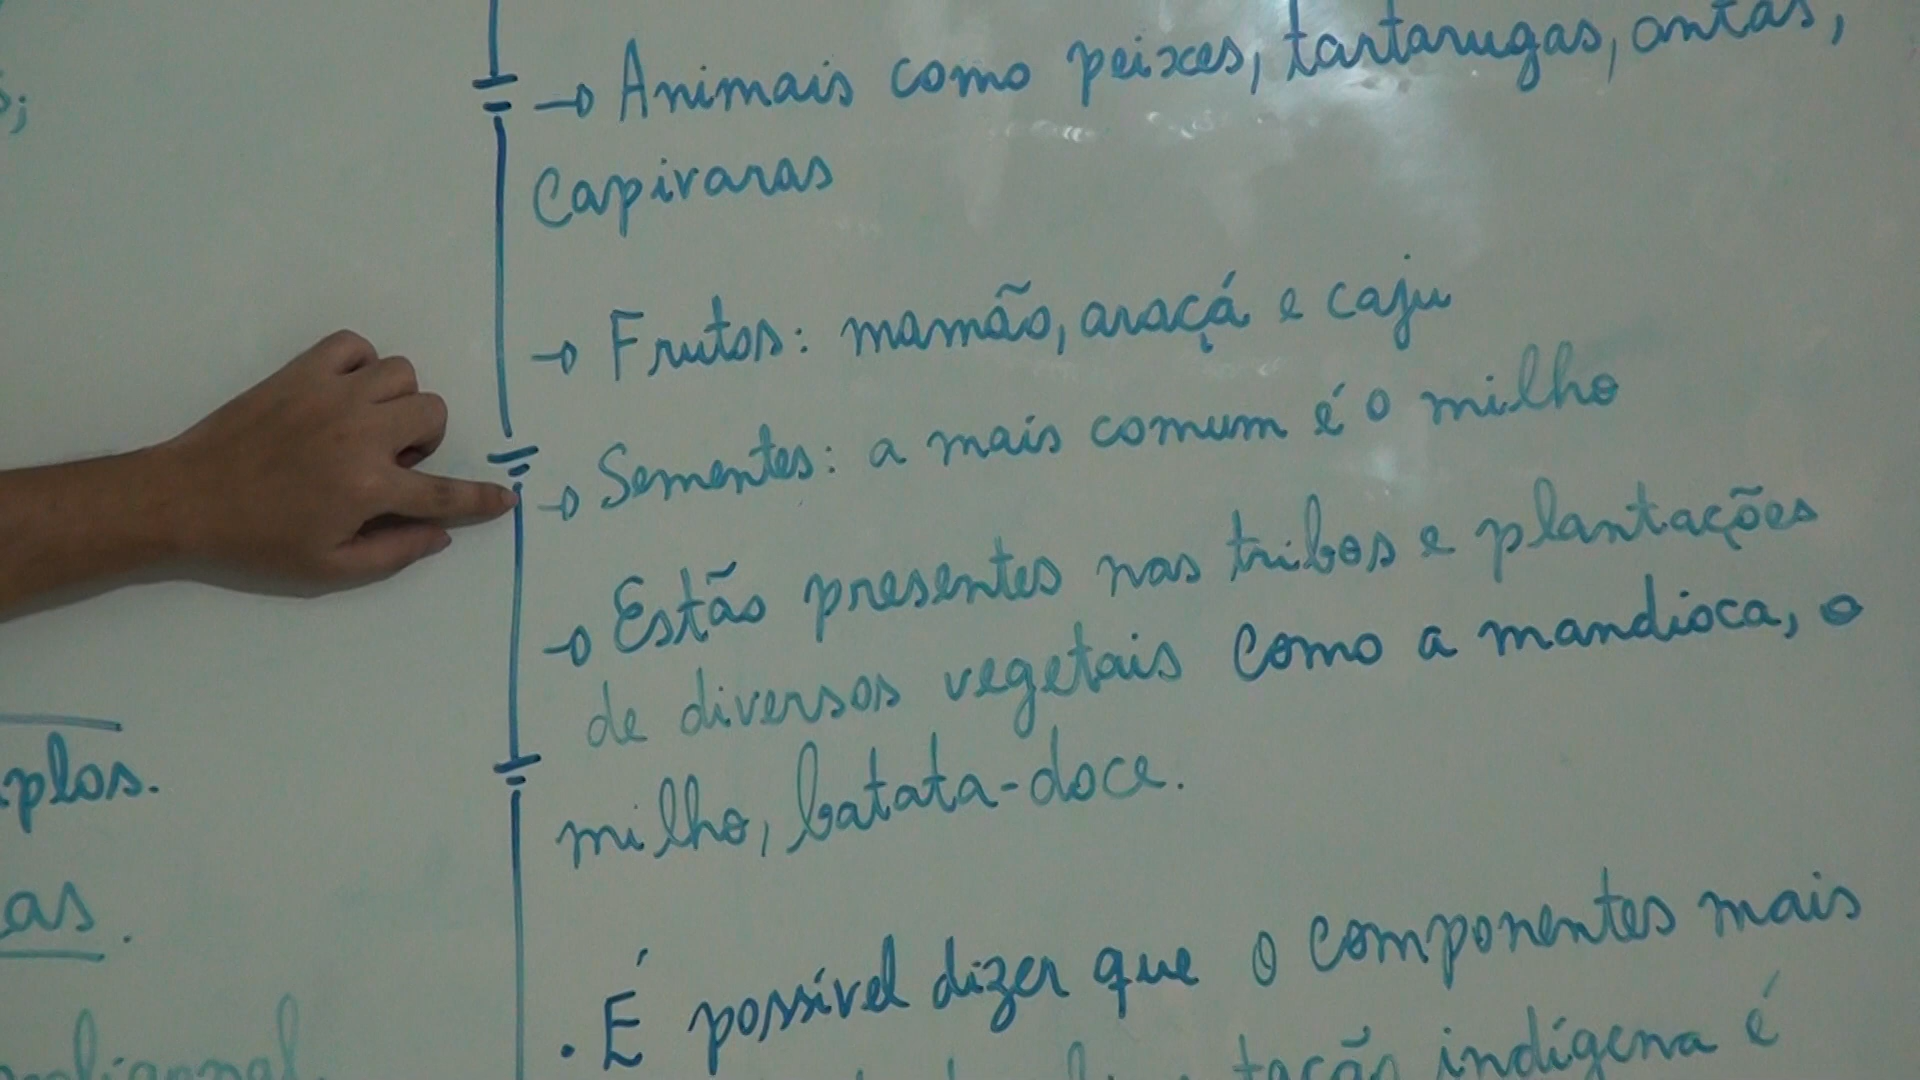 → Animais como peixes, tartarugas, antas,
capivaras
→ Frutos: mamão, araçá e caju
→ Sementes: a mais comum é o milho
→ Estão presentes nas tribos e plantações
de diversos vegetais como a mandioca, o
milho, batata-doce.
plos.
as.
· É possível dizer que o componentes mais
indígena é